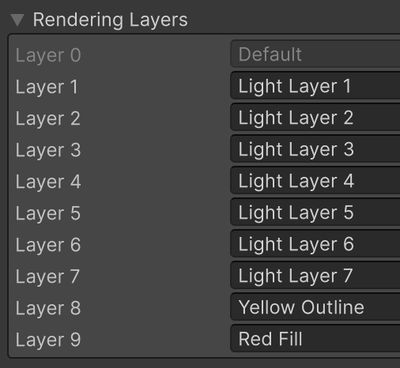 Rendering Layers
Layer 0 Default
Layer 1 Light Layer 1
Layer 2 Light Layer 2
Layer 3 Light Layer 3
Layer 4 Light Layer 4
Layer 5 Light Layer 5
Layer 6 Light Layer 6
Layer 7 Light Layer 7
Layer 8 Yellow Outline
Layer 9 Red Fill